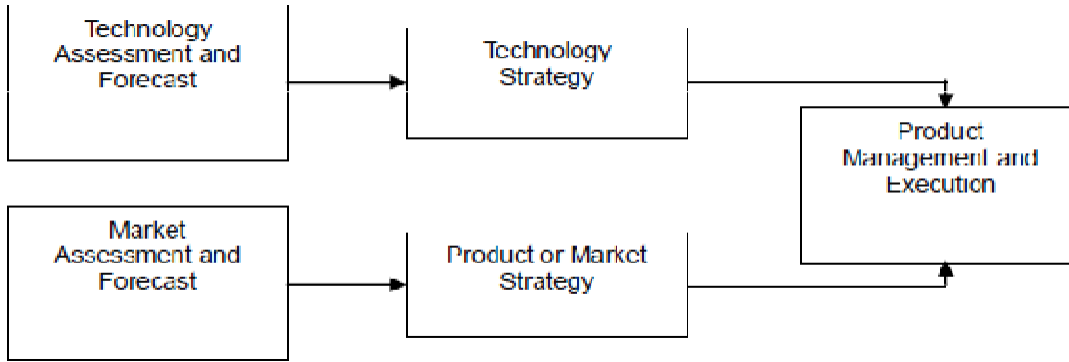 Technology
Assessment and
Forecast
Technology
Strategy
Product
Management and
Execution
Market
Assessment and
Forecast
Product or Market
Strategy